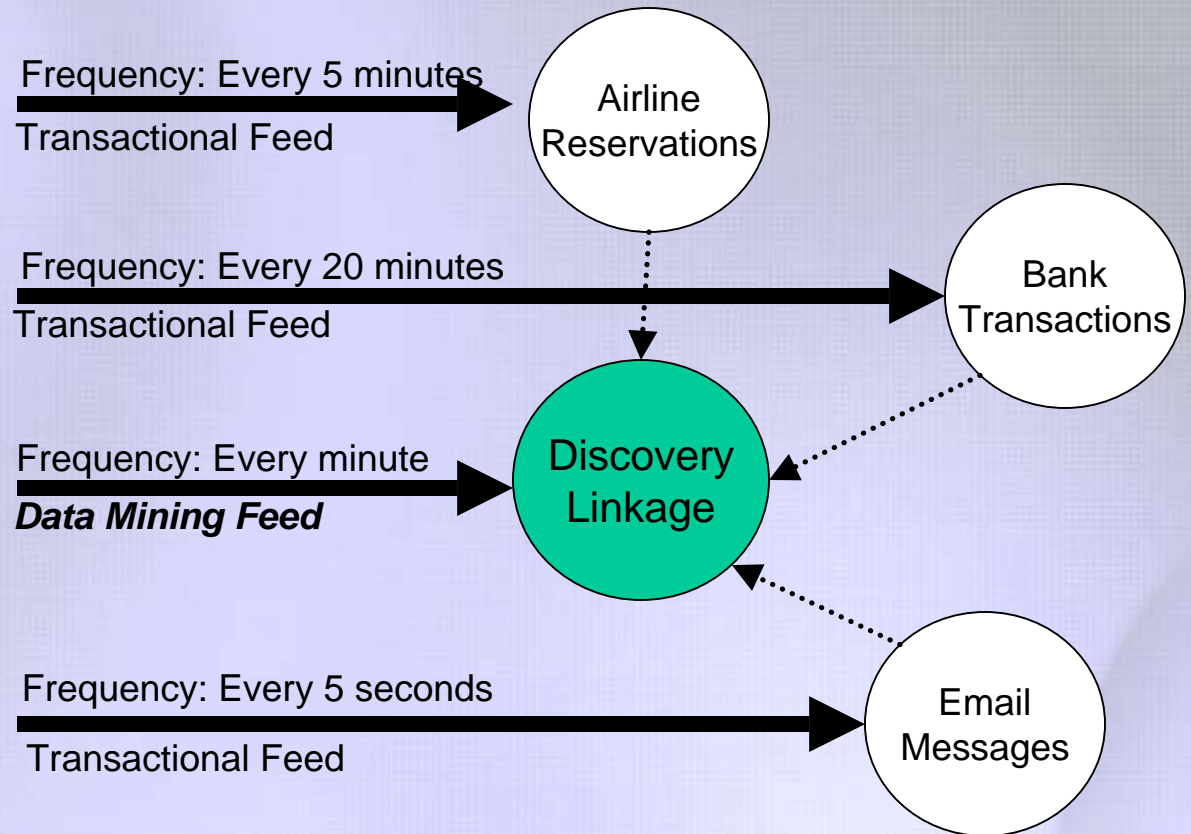 Frequency: Every 5 minutes
Transactional Feed
Airline
Reservations
Frequency: Every 20 minutes
Transactional Feed
Bank
Transactions
Frequency: Every minute
Data Mining Feed
Discovery
Linkage
Frequency: Every 5 seconds
Transactional Feed
Email
Messages